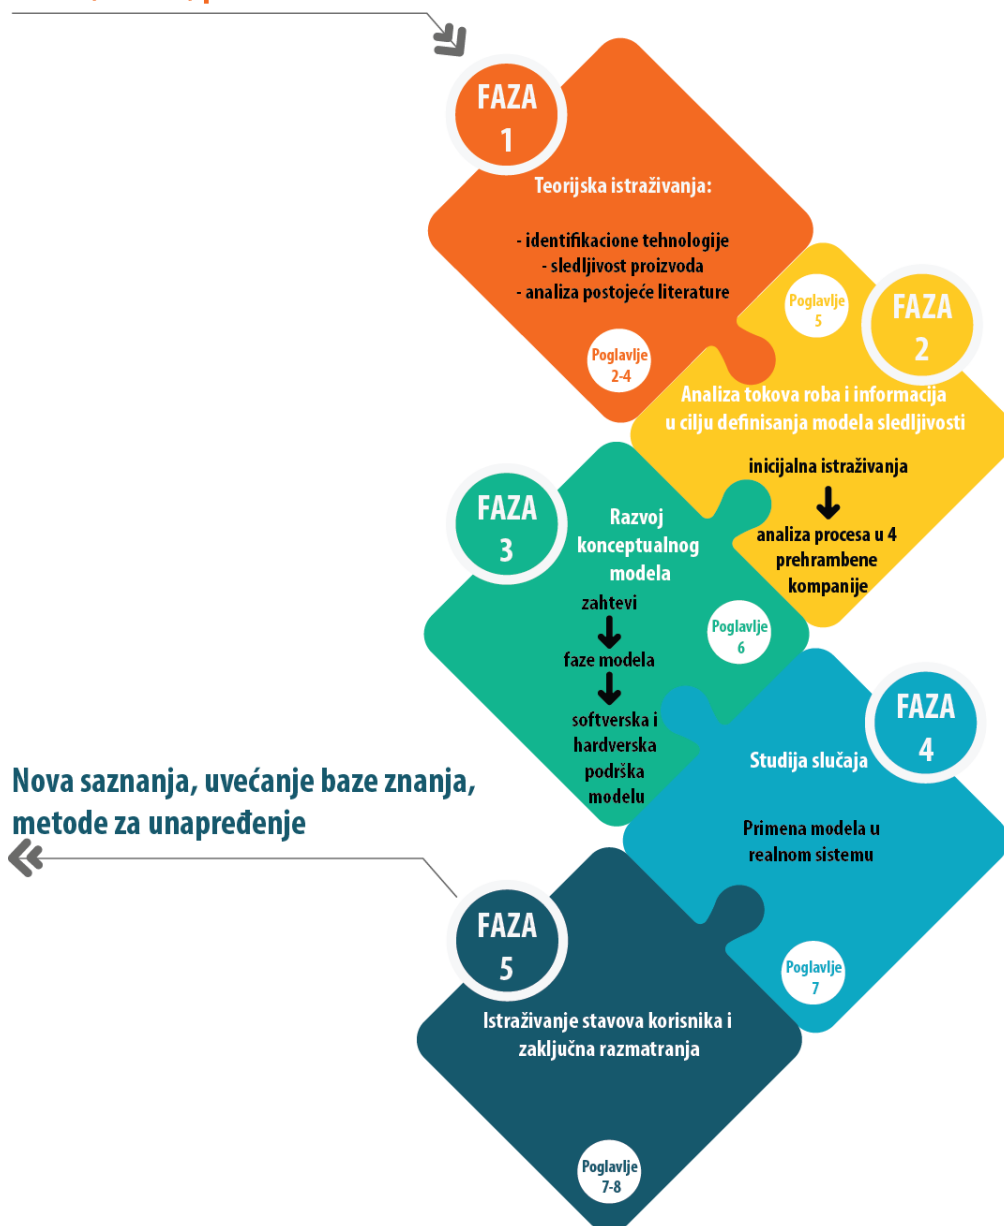 FAZA
1
Teorijska istraživanja:
- identifikacione tehnologije
- sledljivost proizvoda
- analiza postojeće literature
Poglavlje
2-4
Poglavlje
5
FAZA
2
Analiza tokova roba i informacija
u cilju definisanja modela sledljivosti
inicijalna istraživanja
analiza procesa u 4
prehrambene
kompanije
FAZA
3
Razvoj
konceptualnog
modela
zahtevi
faze modela
softverska i
hardverska
podrška
modelu
Poglavlje
6
FAZA
4
Studija slučaja
Primena modela u
realnom sistemu
Poglavlje
7
Nova saznanja, uvećanje baze znanja,
metode za unapređenje
FAZA
5
Istraživanje stavova korisnika i
zaključna razmatranja
Poglavlje
7-8